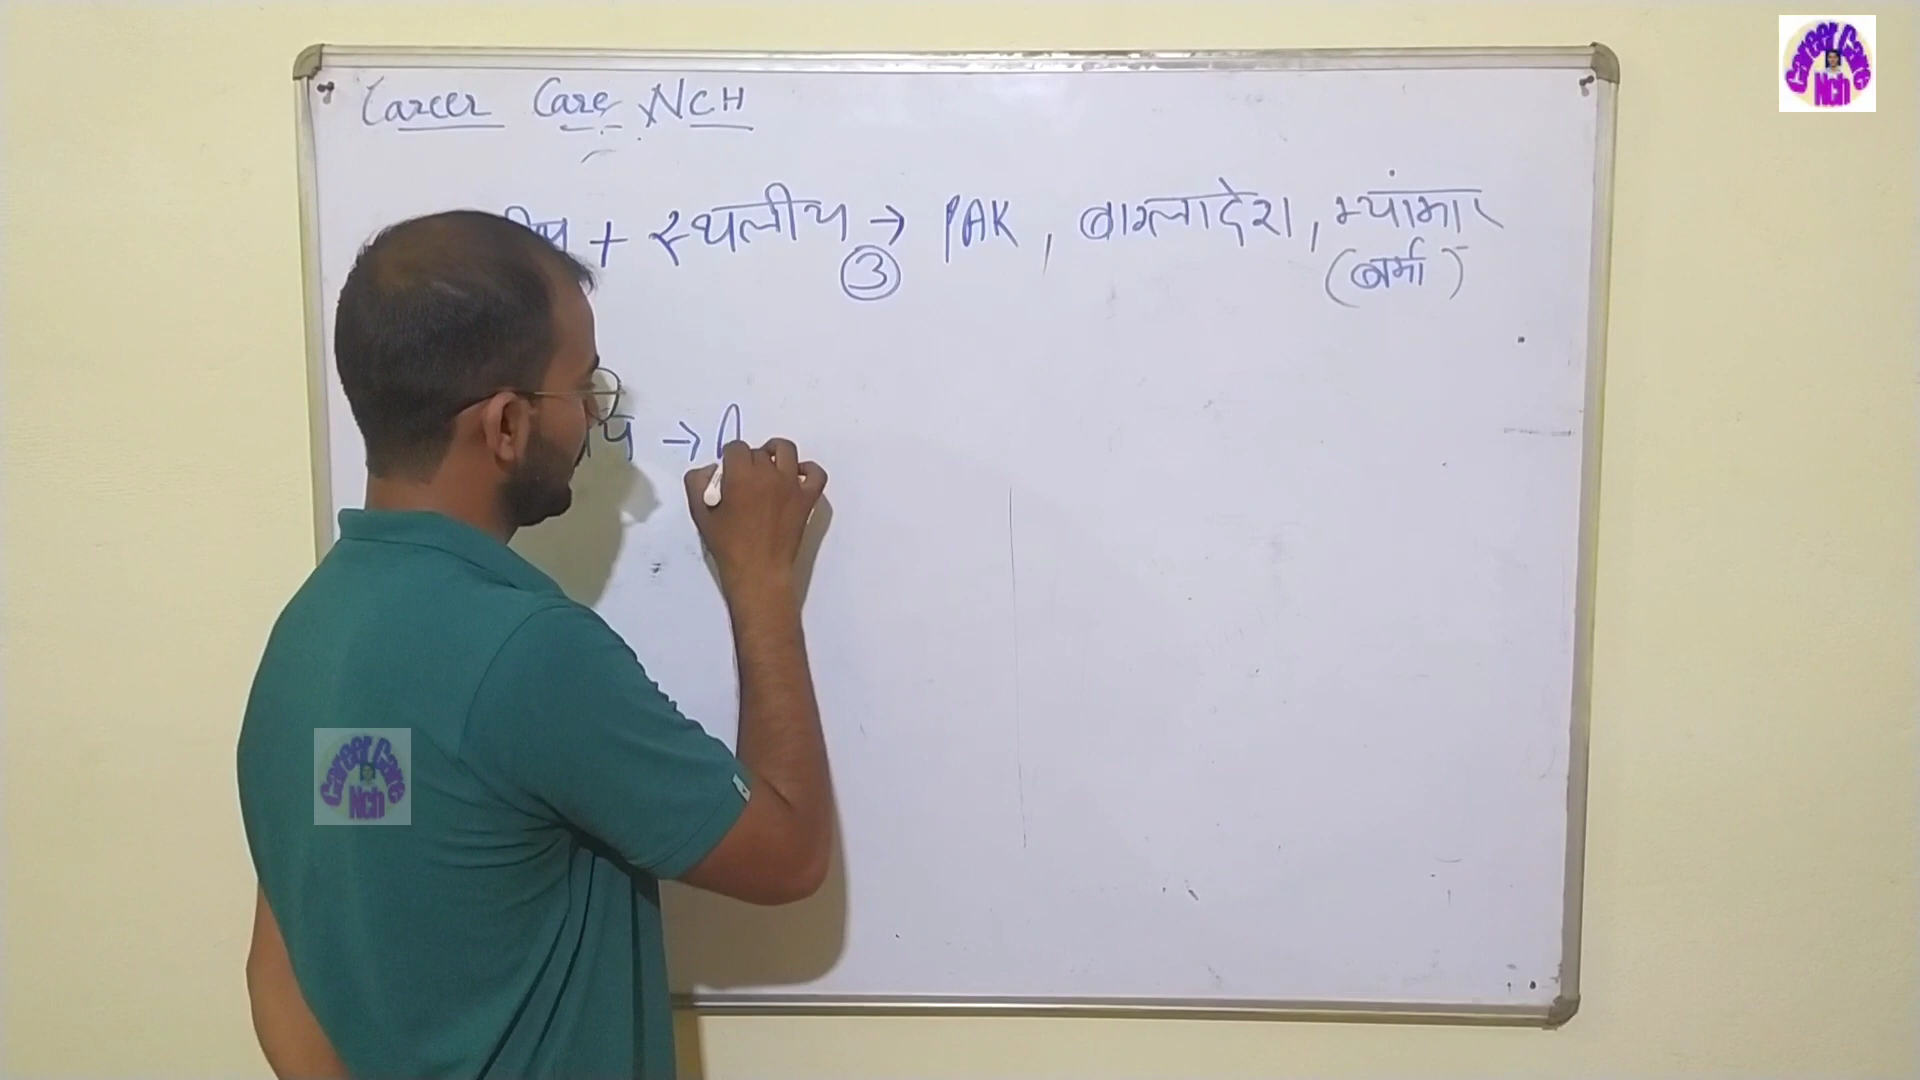 Career Care NCH
Career Care
Nch
+ स्थलीय → PAK, बाग्लादेश, म्यांमार
③ (बर्मा)
→
Career Care
Nch